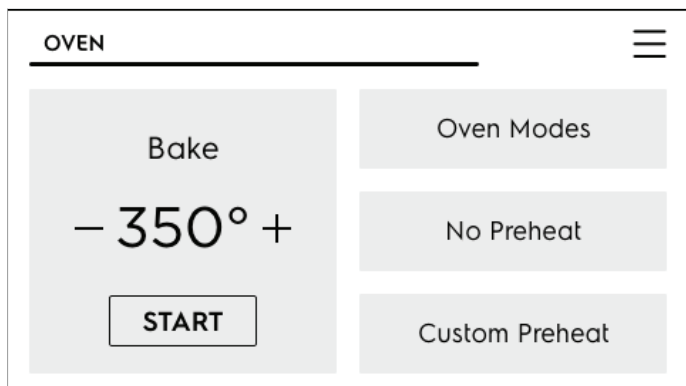 OVEN
Bake
− 350° +
START
Oven Modes
No Preheat
Custom Preheat